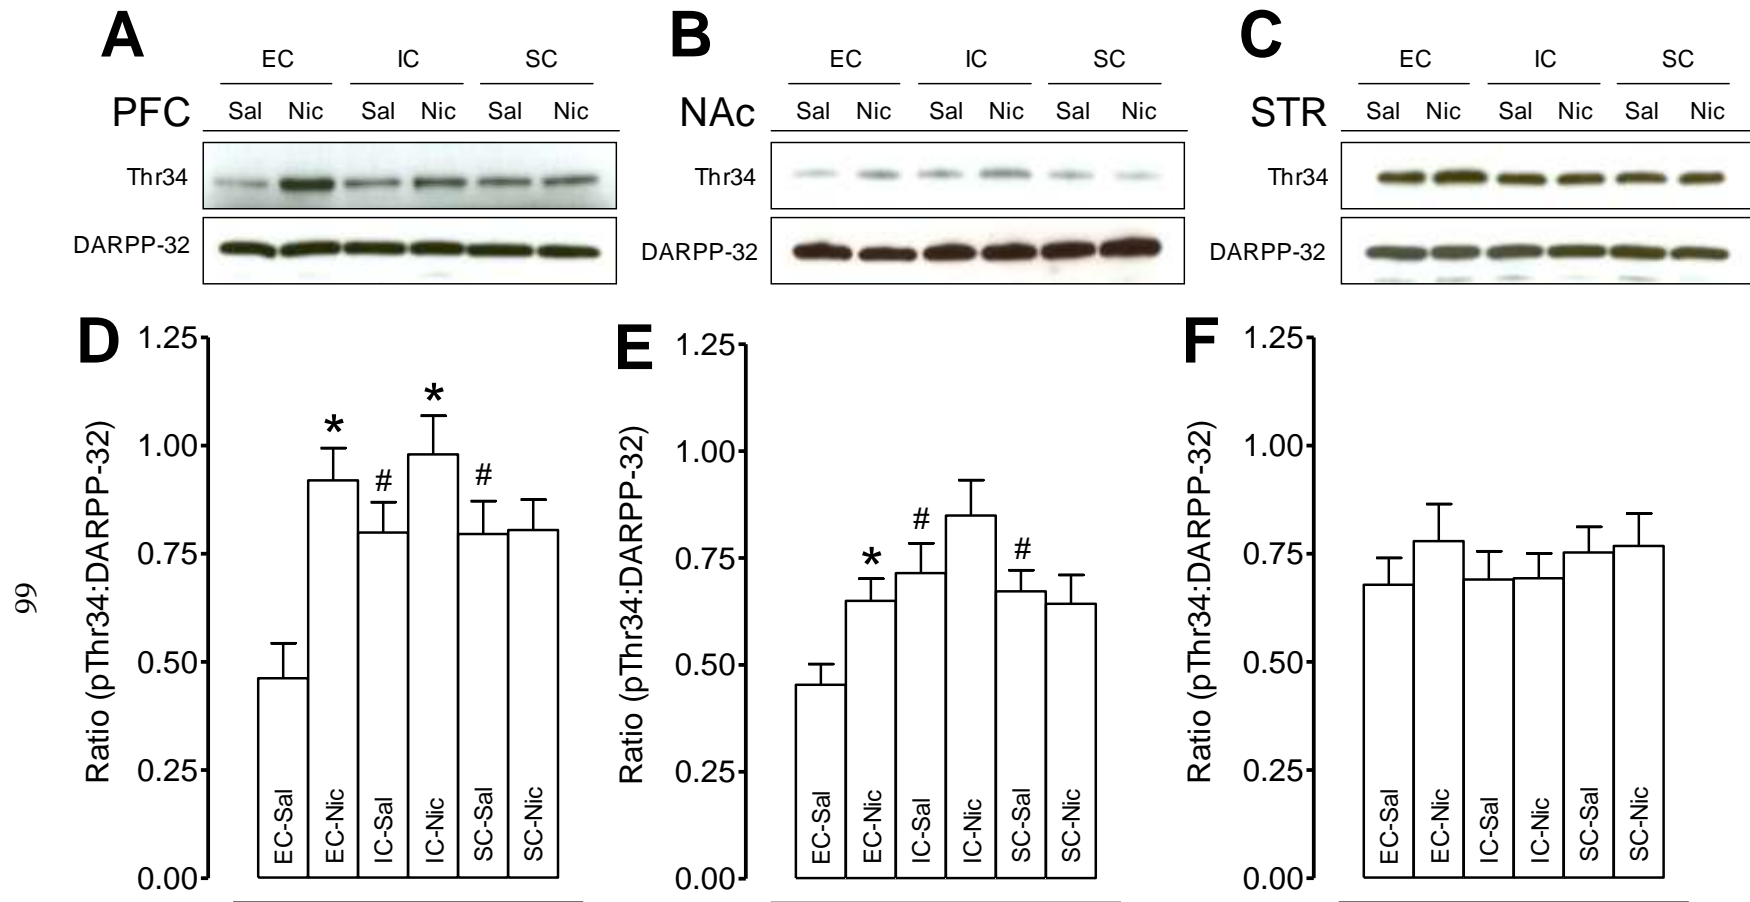 A
EC IC SC
PFC Sal Nic Sal Nic Sal Nic
Thr34
DARPP-32
B
EC IC SC
NAc Sal Nic Sal Nic Sal Nic
Thr34
DARPP-32
C
EC IC SC
STR Sal Nic Sal Nic Sal Nic
Thr34
DARPP-32
D
Ratio (pThr34:DARPP-32)
1.25
1.00
0.75
0.50
0.25
0.00
* # * #
EC-Sal EC-Nic IC-Sal IC-Nic SC-Sal SC-Nic
E
Ratio (pThr34:DARPP-32)
1.25
1.00
0.75
0.50
0.25
0.00
* # #
EC-Sal EC-Nic IC-Sal IC-Nic SC-Sal SC-Nic
F
Ratio (pThr34:DARPP-32)
1.25
1.00
0.75
0.50
0.25
0.00
EC-Sal EC-Nic IC-Sal IC-Nic SC-Sal SC-Nic
99